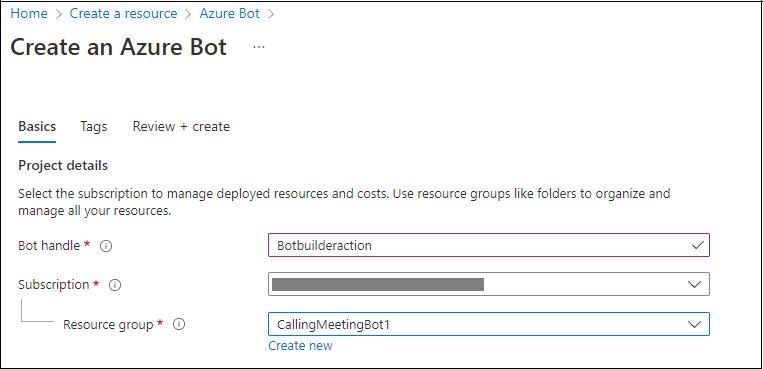 Home > Create a resource > Azure Bot >
Create an Azure Bot ...
Basics Tags Review + create
Project details
Select the subscription to manage deployed resources and costs. Use resource groups like folders to organize and
manage all your resources.
Bot handle * Botbuilderaction
Subscription *
Resource group * CallingMeetingBot1
Create new